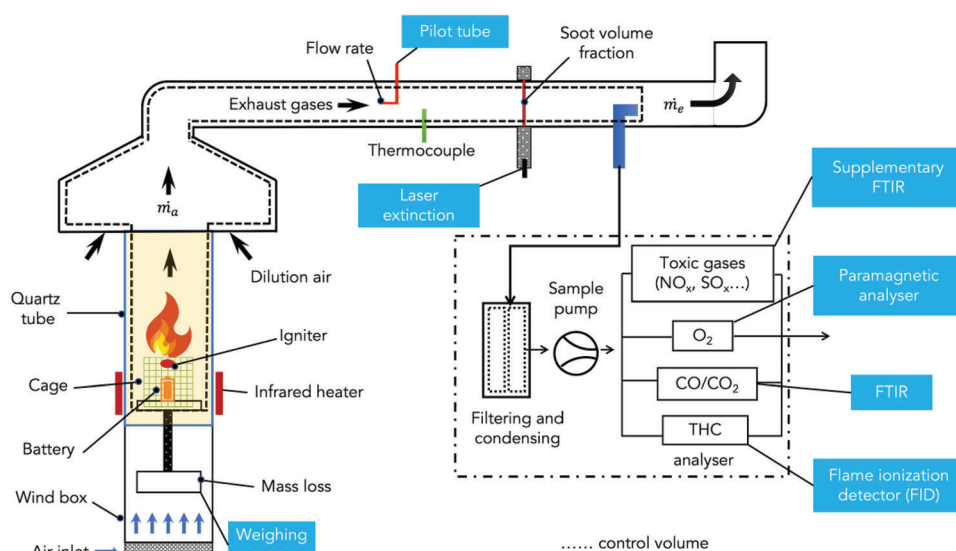 Pilot tube
Flow rate
Soot volume
fraction
Exhaust gases
ṁₑ
Thermocouple
Laser
extinction
Supplementary
FTIR
ṁₐ
Dilution air
Toxic gases
(NOₓ, SOₓ...)
Paramagnetic
analyser
Quartz
tube
Sample
pump
O₂
Igniter
Cage
Infrared heater
CO/CO₂
FTIR
Filtering and
condensing
THC
analyser
Battery
Mass loss
Flame ionization
detector (FID)
Wind box
Weighing
Air inlet
...... control volume